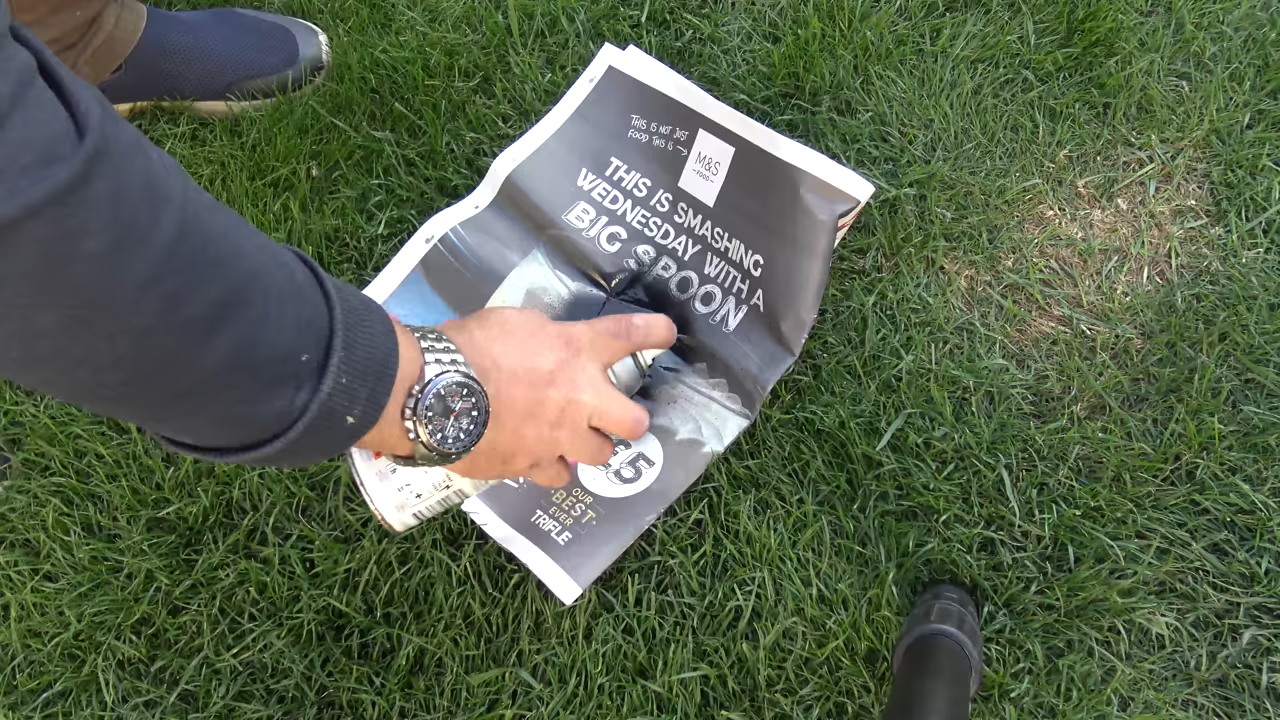 THIS IS NOT JUST
FOOD THIS IS →
M&S
FOOD
THIS IS SMASHING
WEDNESDAY WITH A
BIG SPOON
£5
OUR
BEST
EVER
TRIFLE